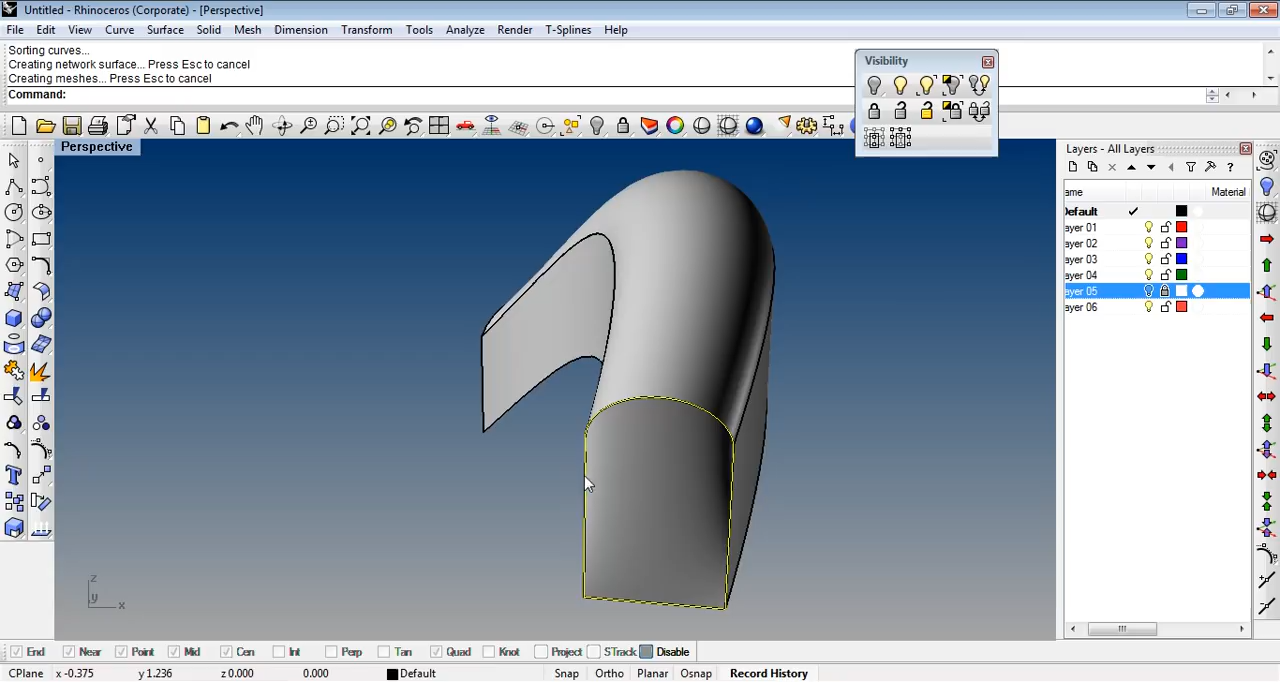 Untitled - Rhinoceros (Corporate) - [Perspective]
File Edit View Curve Surface Solid Mesh Dimension Transform Tools Analyze Render T-Splines Help
Sorting curves...
Creating network surface... Press Esc to cancel
Creating meshes... Press Esc to cancel
Command:
Visibility
Perspective
Layers - All Layers
ame Material
Default
ayer 01
ayer 02
ayer 03
ayer 04
ayer 05
ayer 06
z
y x
End Near Point Mid Cen Int Perp Tan Quad Knot Project STrack Disable
CPlane x -0.375 y 1.236 z 0.000 0.000 Default Snap Ortho Planar Osnap Record History